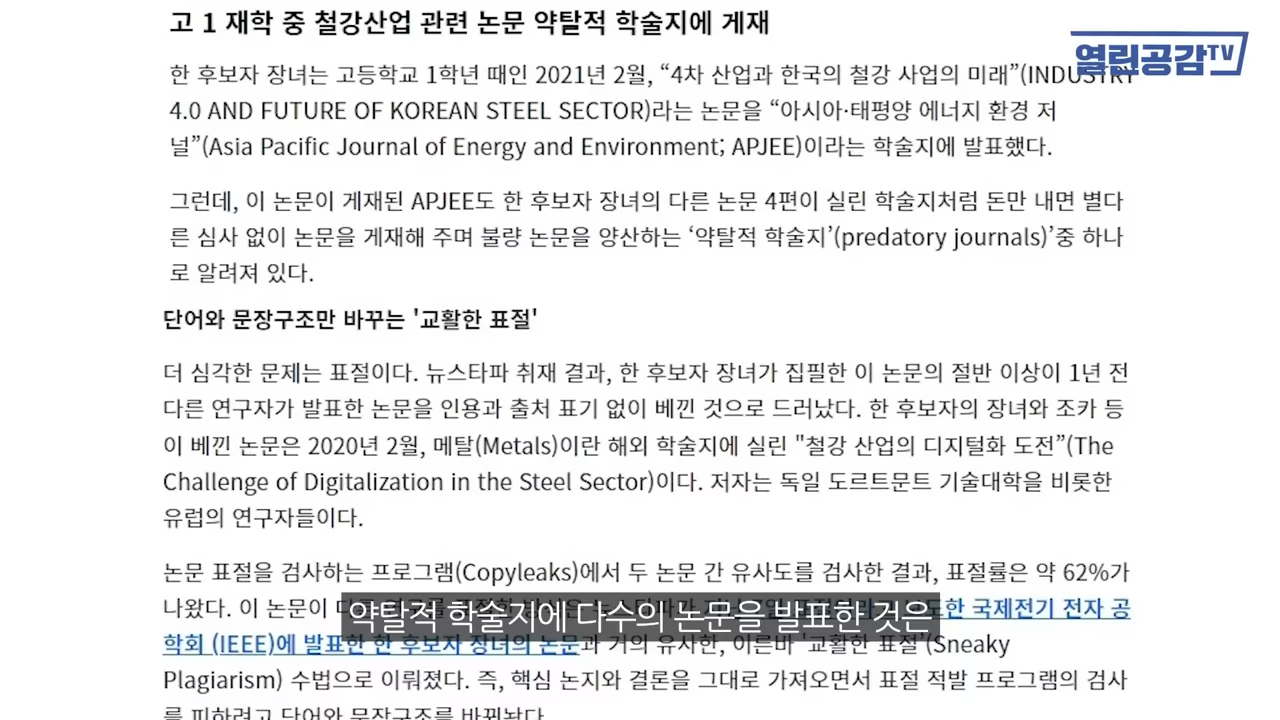 고 1 재학 중 철강산업 관련 논문 약탈적 학술지에 게재
열린공감TV
한 후보자 장녀는 고등학교 1학년 때인 2021년 2월, “4차 산업과 한국의 철강 사업의 미래”(INDUSTRY
4.0 AND FUTURE OF KOREAN STEEL SECTOR)라는 논문을 “아시아·태평양 에너지 환경 저
널”(Asia Pacific Journal of Energy and Environment; APJEE)이라는 학술지에 발표했다.
그런데, 이 논문이 게재된 APJEE도 한 후보자 장녀의 다른 논문 4편이 실린 학술지처럼 돈만 내면 별다
른 심사 없이 논문을 게재해 주며 불량 논문을 양산하는 ‘약탈적 학술지’(predatory journals)’중 하나
로 알려져 있다.
단어와 문장구조만 바꾸는 '교활한 표절'
더 심각한 문제는 표절이다. 뉴스타파 취재 결과, 한 후보자 장녀가 집필한 이 논문의 절반 이상이 1년 전
다른 연구자가 발표한 논문을 인용과 출처 표기 없이 베낀 것으로 드러났다. 한 후보자의 장녀와 조카 등
이 베낀 논문은 2020년 2월, 메탈(Metals)이란 해외 학술지에 실린 "철강 산업의 디지털화 도전”(The
Challenge of Digitalization in the Steel Sector)이다. 저자는 독일 도르트문트 기술대학을 비롯한
유럽의 연구자들이다.
논문 표절을 검사하는 프로그램(Copyleaks)에서 두 논문 간 유사도를 검사한 결과, 표절률은 약 62%가
나왔다. 이 논문이 한 국제전기 전자 공
약탈적 학술지에 다수의 논문을 발표한 것은
학회 (IEEE)에 발표한 한 후보자 장녀의 논문과 거의 유사한, 이른바 '교활한 표절’(Sneaky
Plagiarism) 수법으로 이뤄졌다. 즉, 핵심 논지와 결론을 그대로 가져오면서 표절 적발 프로그램의 검사
를 피하려고 단어와 문장구조를 바꿔놨다.